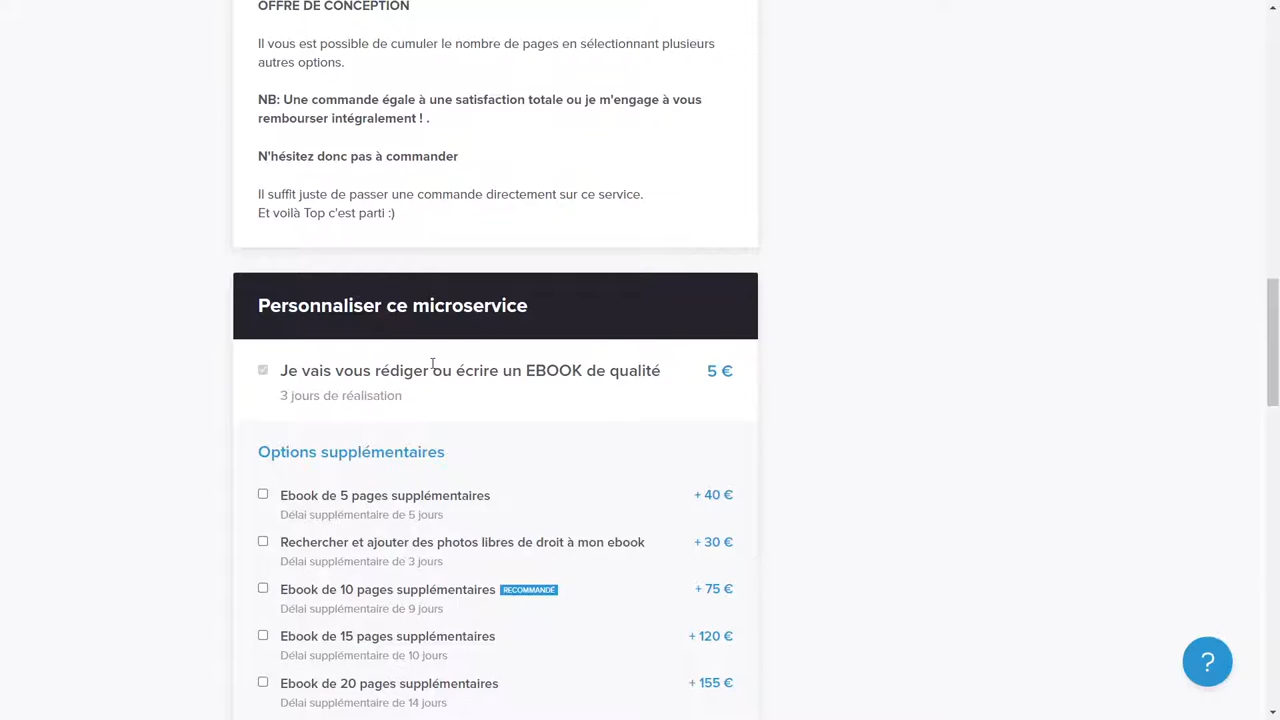 OFFRE DE CONCEPTION
Il vous est possible de cumuler le nombre de pages en sélectionnant plusieurs
autres options.
NB: Une commande égale à une satisfaction totale ou je m'engage à vous
rembourser intégralement ! .
N'hésitez donc pas à commander
Il suffit juste de passer une commande directement sur ce service.
Et voilà Top c'est parti :)
Personnaliser ce microservice
Je vais vous rédiger ou écrire un EBOOK de qualité 5 €
3 jours de réalisation
Options supplémentaires
Ebook de 5 pages supplémentaires + 40 €
Délai supplémentaire de 5 jours
Rechercher et ajouter des photos libres de droit à mon ebook + 30 €
Délai supplémentaire de 3 jours
Ebook de 10 pages supplémentaires RECOMMANDÉ + 75 €
Délai supplémentaire de 9 jours
Ebook de 15 pages supplémentaires + 120 €
Délai supplémentaire de 10 jours
Ebook de 20 pages supplémentaires + 155 €
Délai supplémentaire de 14 jours
?